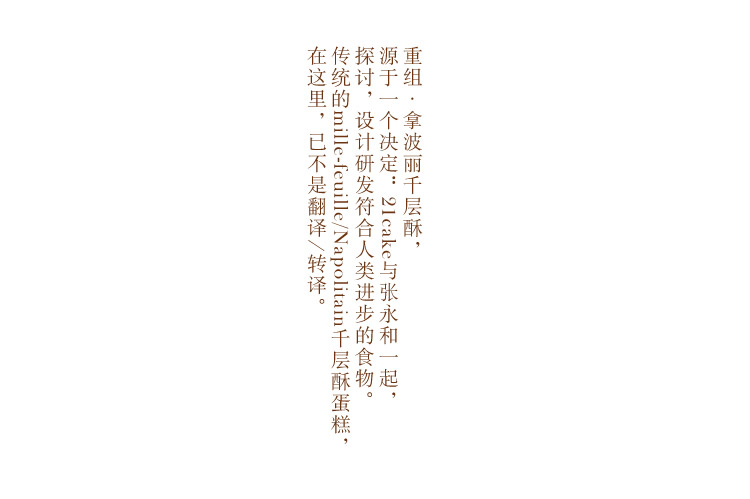 重组·拿波丽千层酥，
源于一个决定：21cake与张永和一起，
探讨，设计研发符合人类进步的食物。
传统的mille-feuille/Napolitain千层酥蛋糕，
在这里，已不是翻译/转译。